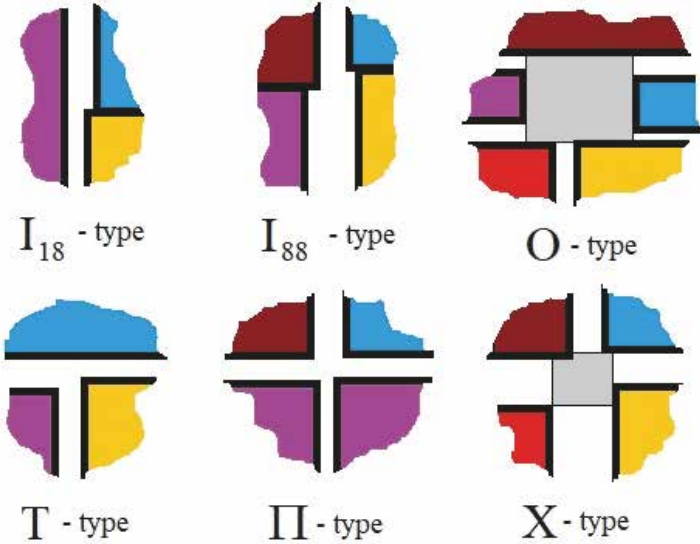 I18 - type
I88 - type
O - type
T - type
Π - type
X - type